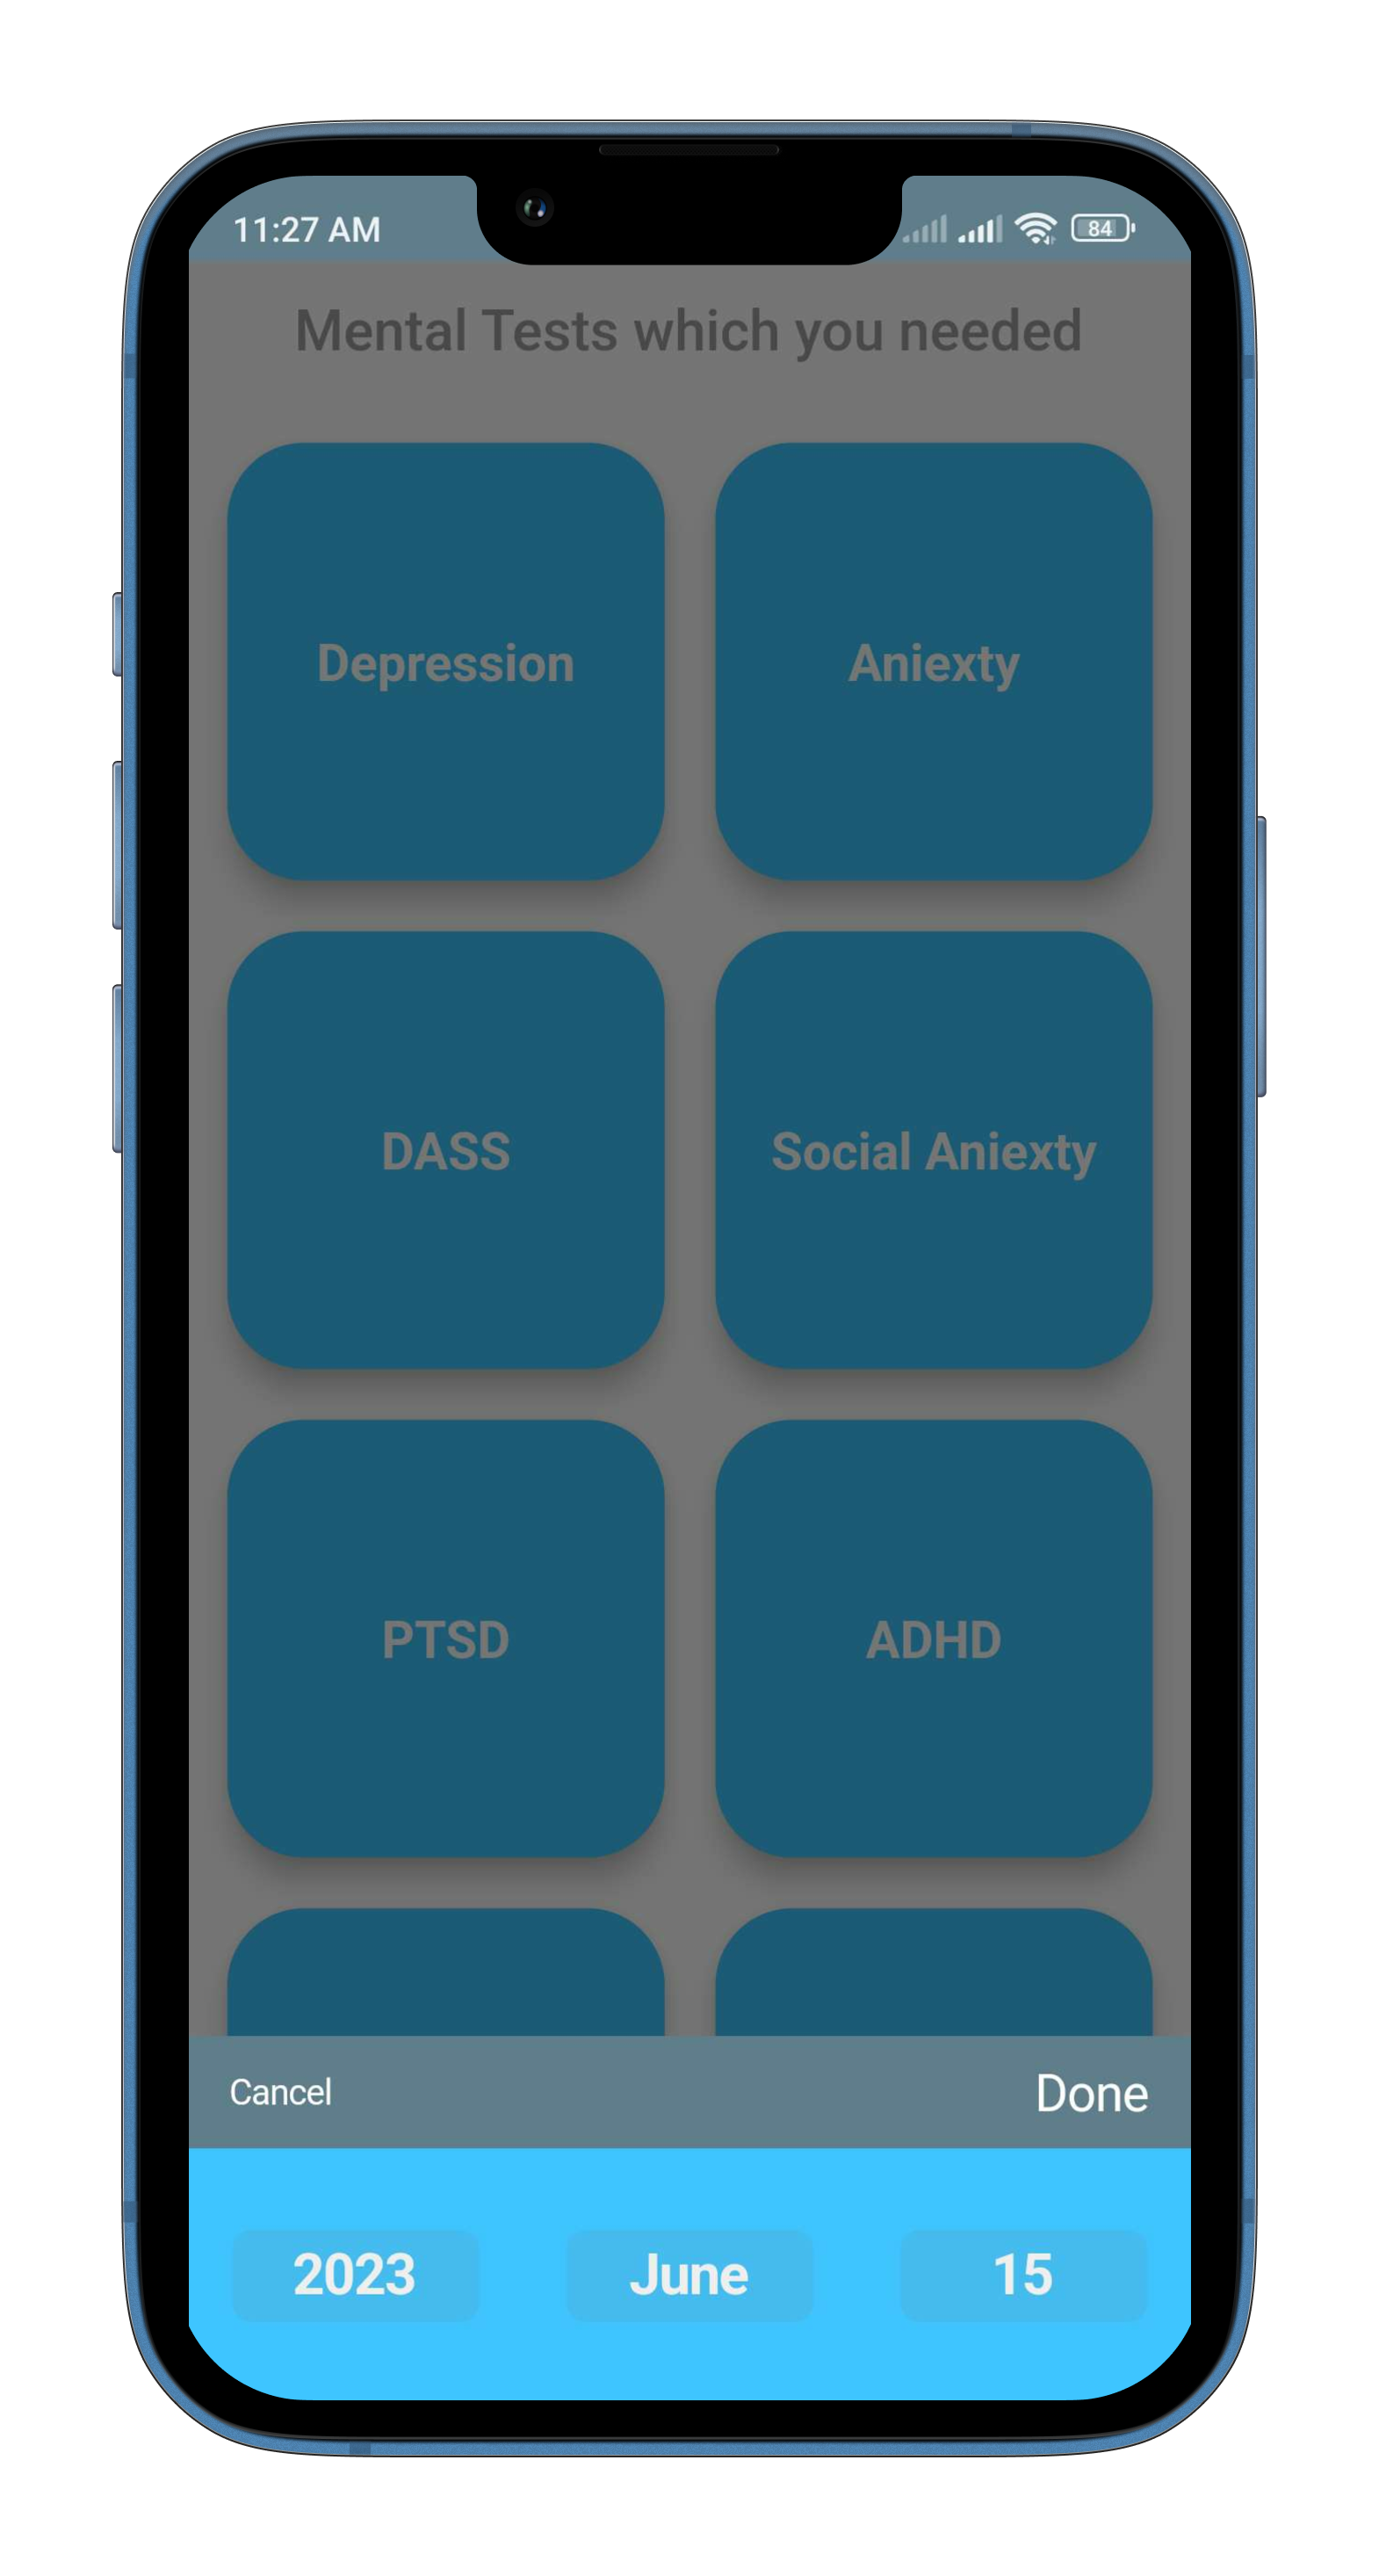 11:27 AM 84
Mental Tests which you needed
Depression Aniexty
DASS Social Aniexty
PTSD ADHD
Cancel Done
2023 June 15